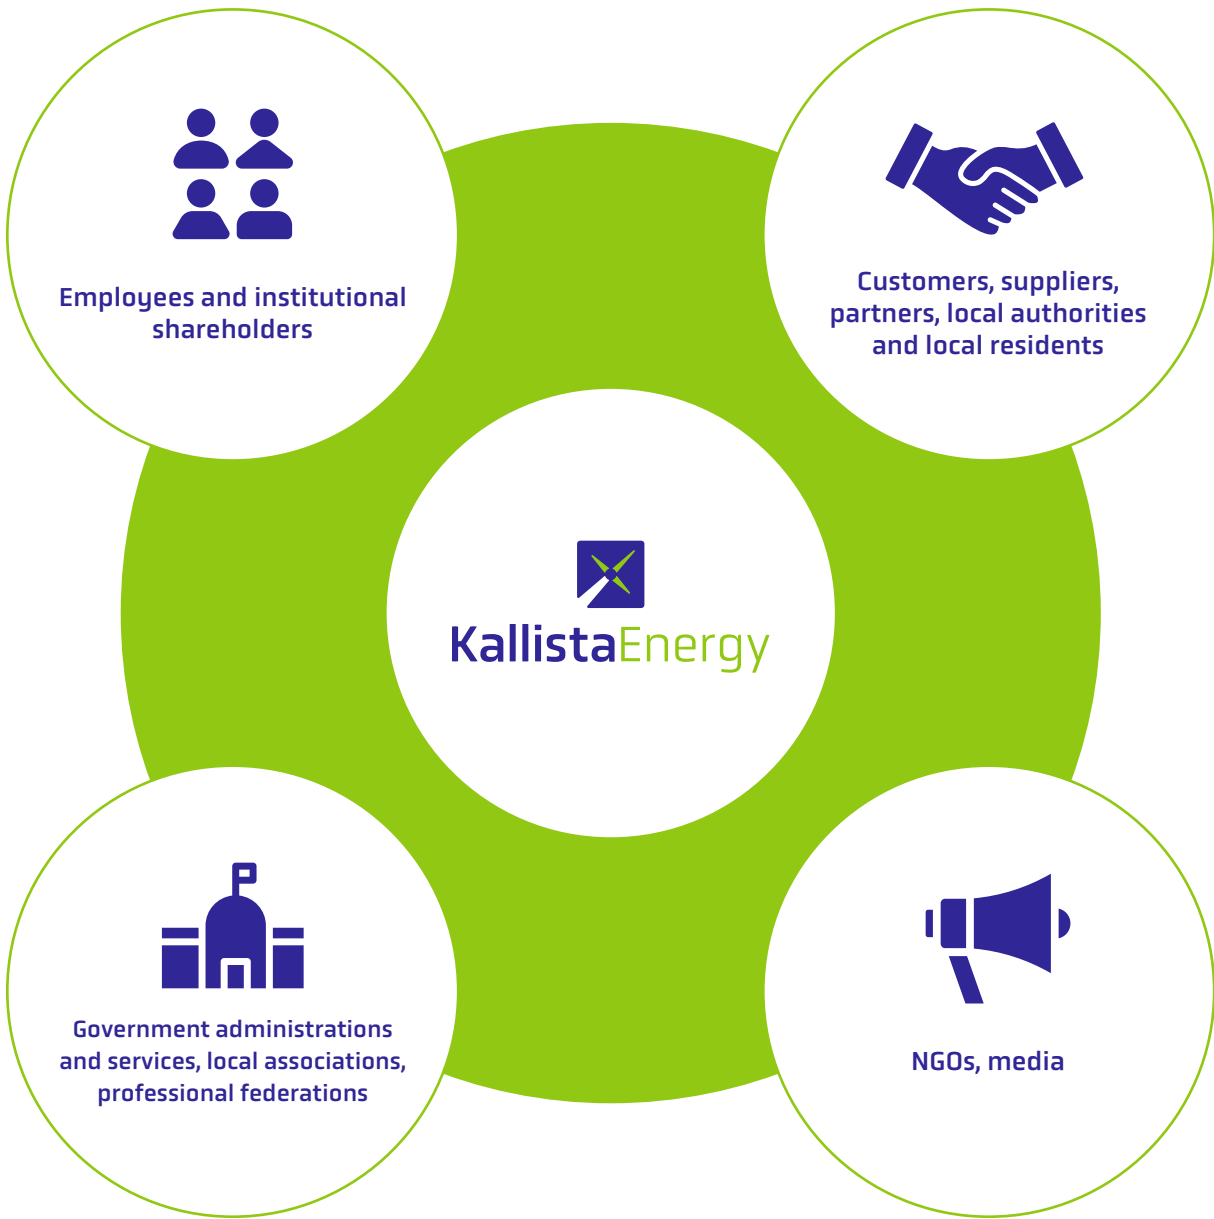 Employees and institutional
shareholders
Customers, suppliers,
partners, local authorities
and local residents
KallistaEnergy
Government administrations
and services, local associations,
professional federations
NGOs, media